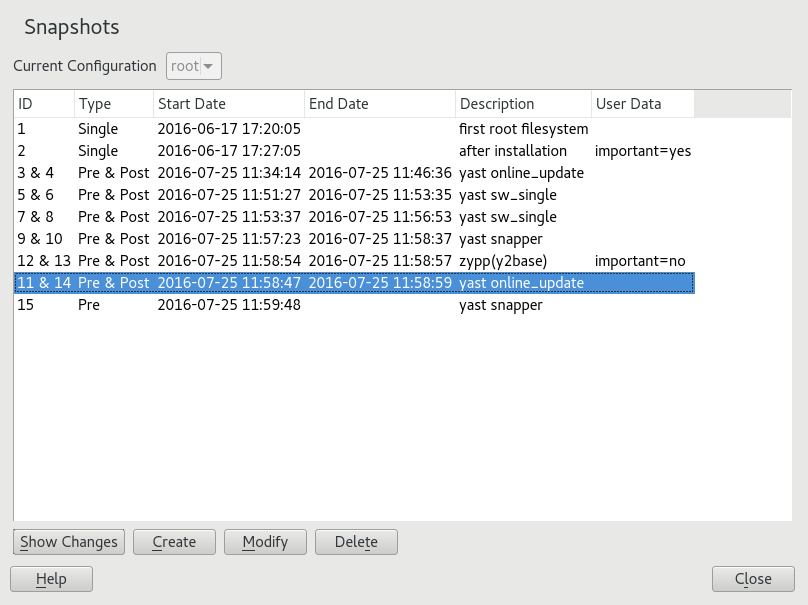 Snapshots
Current Configuration root
ID Type Start Date End Date Description User Data
1 Single 2016-06-17 17:20:05 first root filesystem
2 Single 2016-06-17 17:27:05 after installation important=yes
3 & 4 Pre & Post 2016-07-25 11:34:14 2016-07-25 11:46:36 yast online_update
5 & 6 Pre & Post 2016-07-25 11:51:27 2016-07-25 11:53:35 yast sw_single
7 & 8 Pre & Post 2016-07-25 11:53:37 2016-07-25 11:56:53 yast sw_single
9 & 10 Pre & Post 2016-07-25 11:57:23 2016-07-25 11:58:37 yast snapper
12 & 13 Pre & Post 2016-07-25 11:58:54 2016-07-25 11:58:57 zypp(y2base) important=no
11 & 14 Pre & Post 2016-07-25 11:58:47 2016-07-25 11:58:59 yast online_update
15 Pre 2016-07-25 11:59:48 yast snapper
Show Changes Create Modify Delete
Help Close